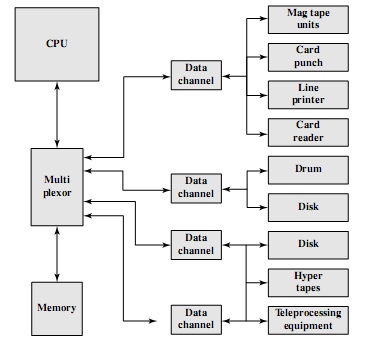 Mag tape
units
CPU
Data
channel
Card
punch
Line
printer
Card
reader
Multi
plexor
Data
channel
Drum
Disk
Data
channel
Disk
Hyper
tapes
Memory
Data
channel
Teleprocessing
equipment